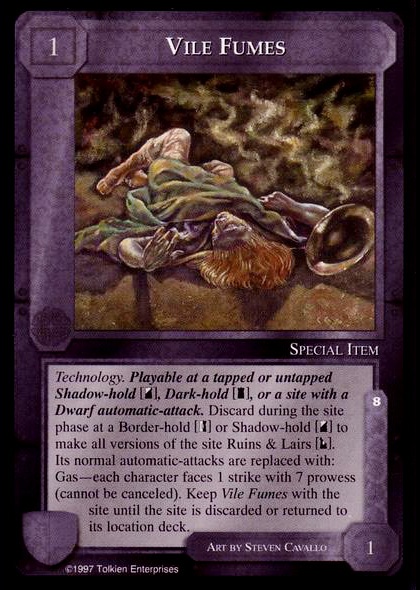 1
VILE FUMES
SPECIAL ITEM
Technology. Playable at a tapped or untapped
Shadow-hold [], Dark-hold [], or a site with a
Dwarf automatic-attack. Discard during the site
phase at a Border-hold [] or Shadow-hold [] to
make all versions of the site Ruins & Lairs [].
Its normal automatic-attacks are replaced with:
Gas—each character faces 1 strike with 7 prowess
(cannot be canceled). Keep Vile Fumes with the
site until the site is discarded or returned to
its location deck.
8
ART BY STEVEN CAVALLO
1
©1997 Tolkien Enterprises